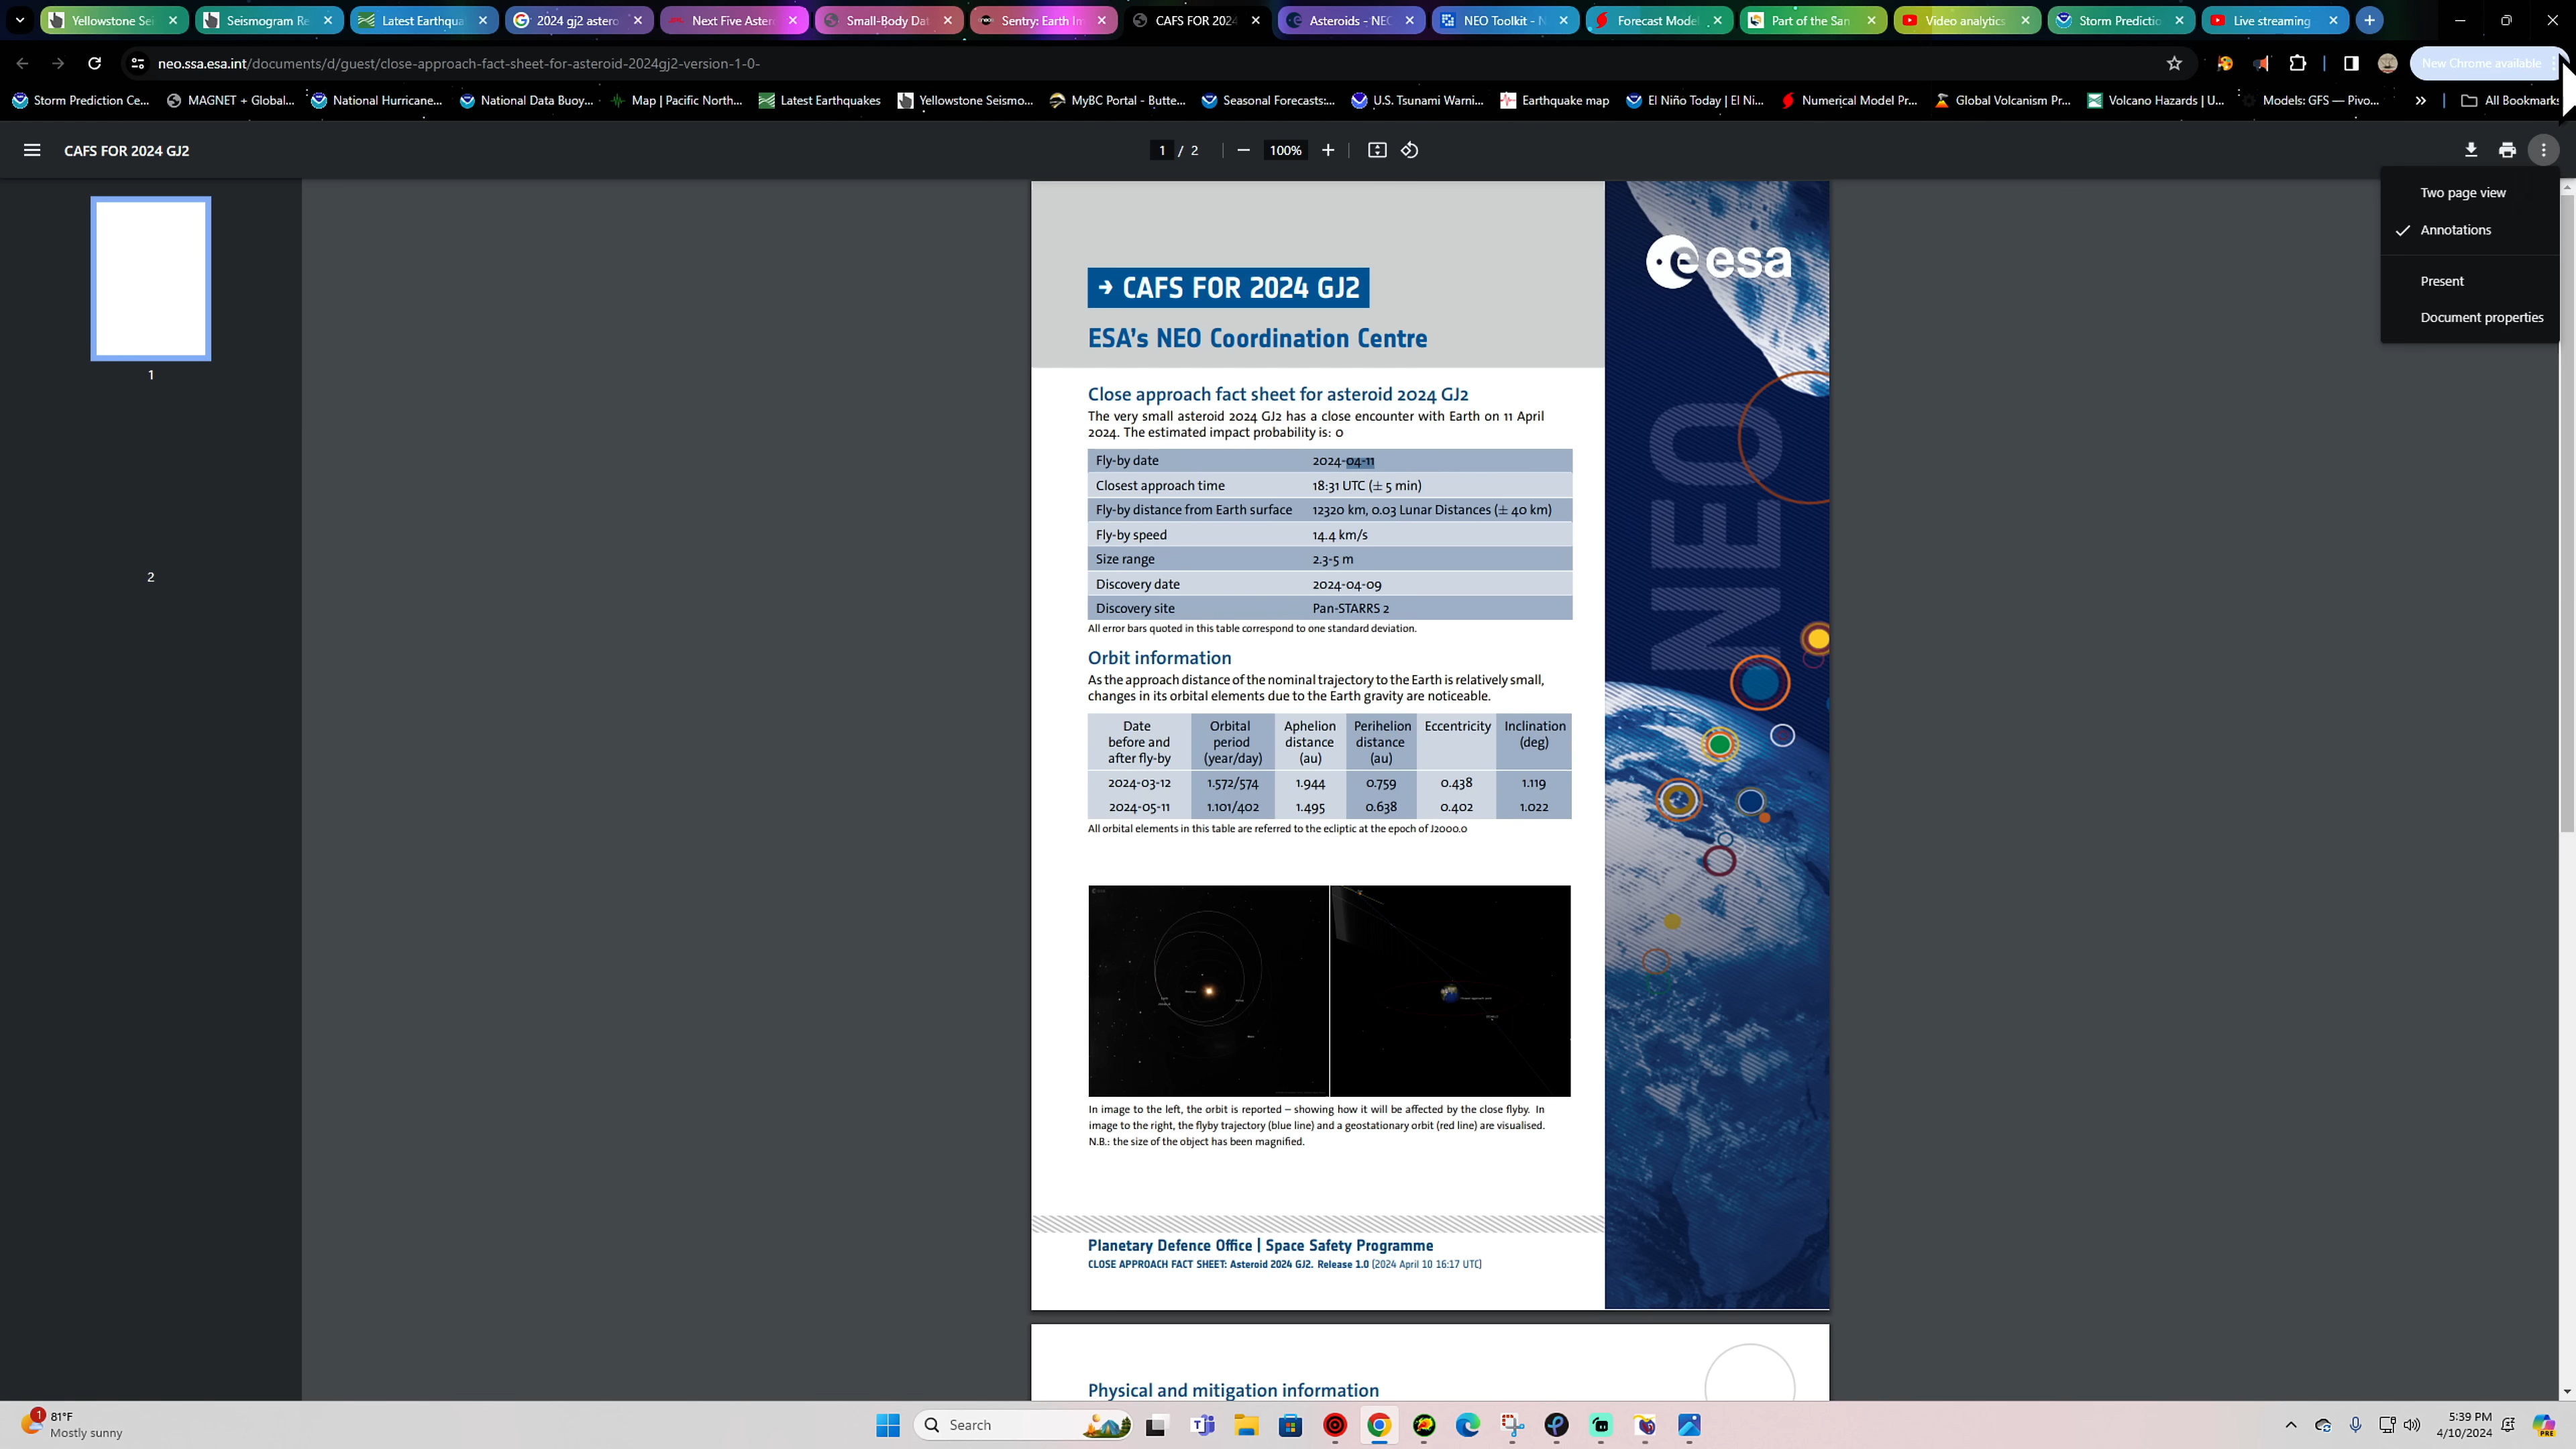 Yellowstone Sei
Seismogram Re
Latest Earthqua
2024 gj2 astero
Next Five Aster
Small-Body Dat
Sentry: Earth Im
CAFS FOR 2024
Asteroids - NEO
NEO Toolkit - N
Forecast Model
Part of the San
Video analytics
Storm Predictio
Live streaming
neo.ssa.esa.int/documents/d/guest/close-approach-fact-sheet-for-asteroid-2024gj2-version-1-0-
New Chrome available
Storm Prediction Ce...
MAGNET + Global...
National Hurricane...
National Data Buoy...
Map | Pacific North...
Latest Earthquakes
Yellowstone Seismo...
MyBC Portal - Butte...
Seasonal Forecasts:...
U.S. Tsunami Warni...
Earthquake map
El Niño Today | El Ni...
Numerical Model Pr...
Global Volcanism Pr...
Volcano Hazards | U...
Models: GFS — Pivo...
»
All Bookmarks
CAFS FOR 2024 GJ2
1 / 2
100%
Two page view
Annotations
Present
Document properties
1
2
esa
NEO
→ CAFS FOR 2024 GJ2
ESA's NEO Coordination Centre
Close approach fact sheet for asteroid 2024 GJ2
The very small asteroid 2024 GJ2 has a close encounter with Earth on 11 April
2024. The estimated impact probability is: 0
Fly-by date 2024-04-11
Closest approach time 18:31 UTC (± 5 min)
Fly-by distance from Earth surface 12320 km, 0.03 Lunar Distances (± 40 km)
Fly-by speed 14.4 km/s
Size range 2.3-5 m
Discovery date 2024-04-09
Discovery site Pan-STARRS 2
All error bars quoted in this table correspond to one standard deviation.
Orbit information
As the approach distance of the nominal trajectory to the Earth is relatively small,
changes in its orbital elements due to the Earth gravity are noticeable.
Date Orbital Aphelion Perihelion Eccentricity Inclination
before and period distance distance (deg)
after fly-by (year/day) (au) (au)
2024-03-12 1.572/574 1.944 0.759 0.438 1.119
2024-05-11 1.101/402 1.495 0.638 0.402 1.022
All orbital elements in this table are referred to the ecliptic at the epoch of J2000.0
In image to the left, the orbit is reported – showing how it will be affected by the close flyby. In
image to the right, the flyby trajectory (blue line) and a geostationary orbit (red line) are visualised.
N.B.: the size of the object has been magnified.
Planetary Defence Office | Space Safety Programme
CLOSE APPROACH FACT SHEET: Asteroid 2024 GJ2. Release 1.0 (2024 April 10 16:17 UTC)
Physical and mitigation information
1
81°F
Mostly sunny
Search
PRE
5:39 PM
4/10/2024